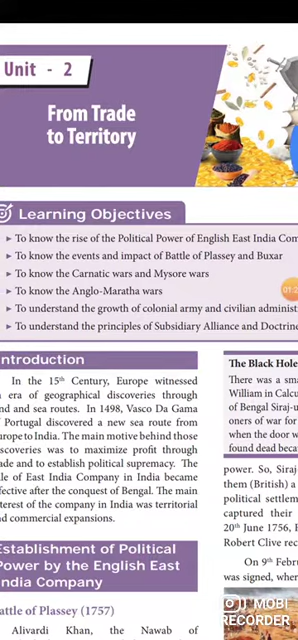 Unit - 2
From Trade
to Territory
Learning Objectives
▸ To know the rise of the Political Power of English East India Com
▸ To know the events and impact of Battle of Plassey and Buxar
▸ To know the Carnatic wars and Mysore wars
▸ To know the Anglo-Maratha wars
▸ To understand the growth of colonial army and civilian administ
▸ To understand the principles of Subsidiary Alliance and Doctrin
ntroduction
In the 15th Century, Europe witnessed
n era of geographical discoveries through
nd and sea routes. In 1498, Vasco Da Gama
f Portugal discovered a new sea route from
urope to India. The main motive behind those
iscoveries was to maximize profit through
ade and to establish political supremacy. The
le of East India Company in India became
fective after the conquest of Bengal. The main
terest of the company in India was territorial
nd commercial expansions.
Establishment of Political
Power by the English East
ndia Company
attle of Plassey (1757)
Alivardi Khan, the Nawab of
The Black Hole
There was a sma
William in Calcu
of Bengal Siraj-u
oners of war for
when the door w
found dead beca
power. So, Siraj
them (British) a
political settlem
captured their
20th June 1756, F
Robert Clive rec
On 9th Febru
was signed, wher
MOBI
RECORDER